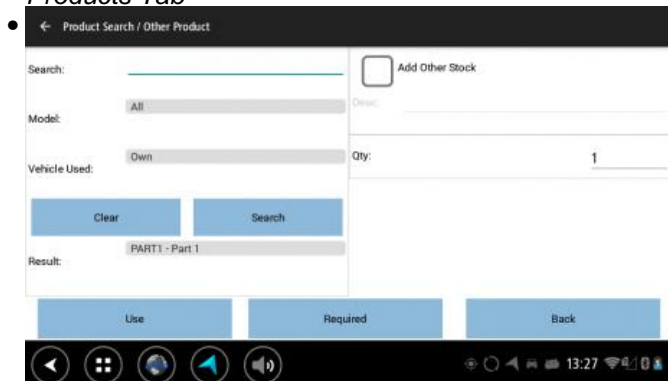 Products Tab
Product Search / Other Product
Search:
Add Other Stock
Desc:
Model:
All
Vehicle Used:
Own
Qty:
1
Clear
Search
Result:
PART1 - Part 1
Use
Required
Back
13:27